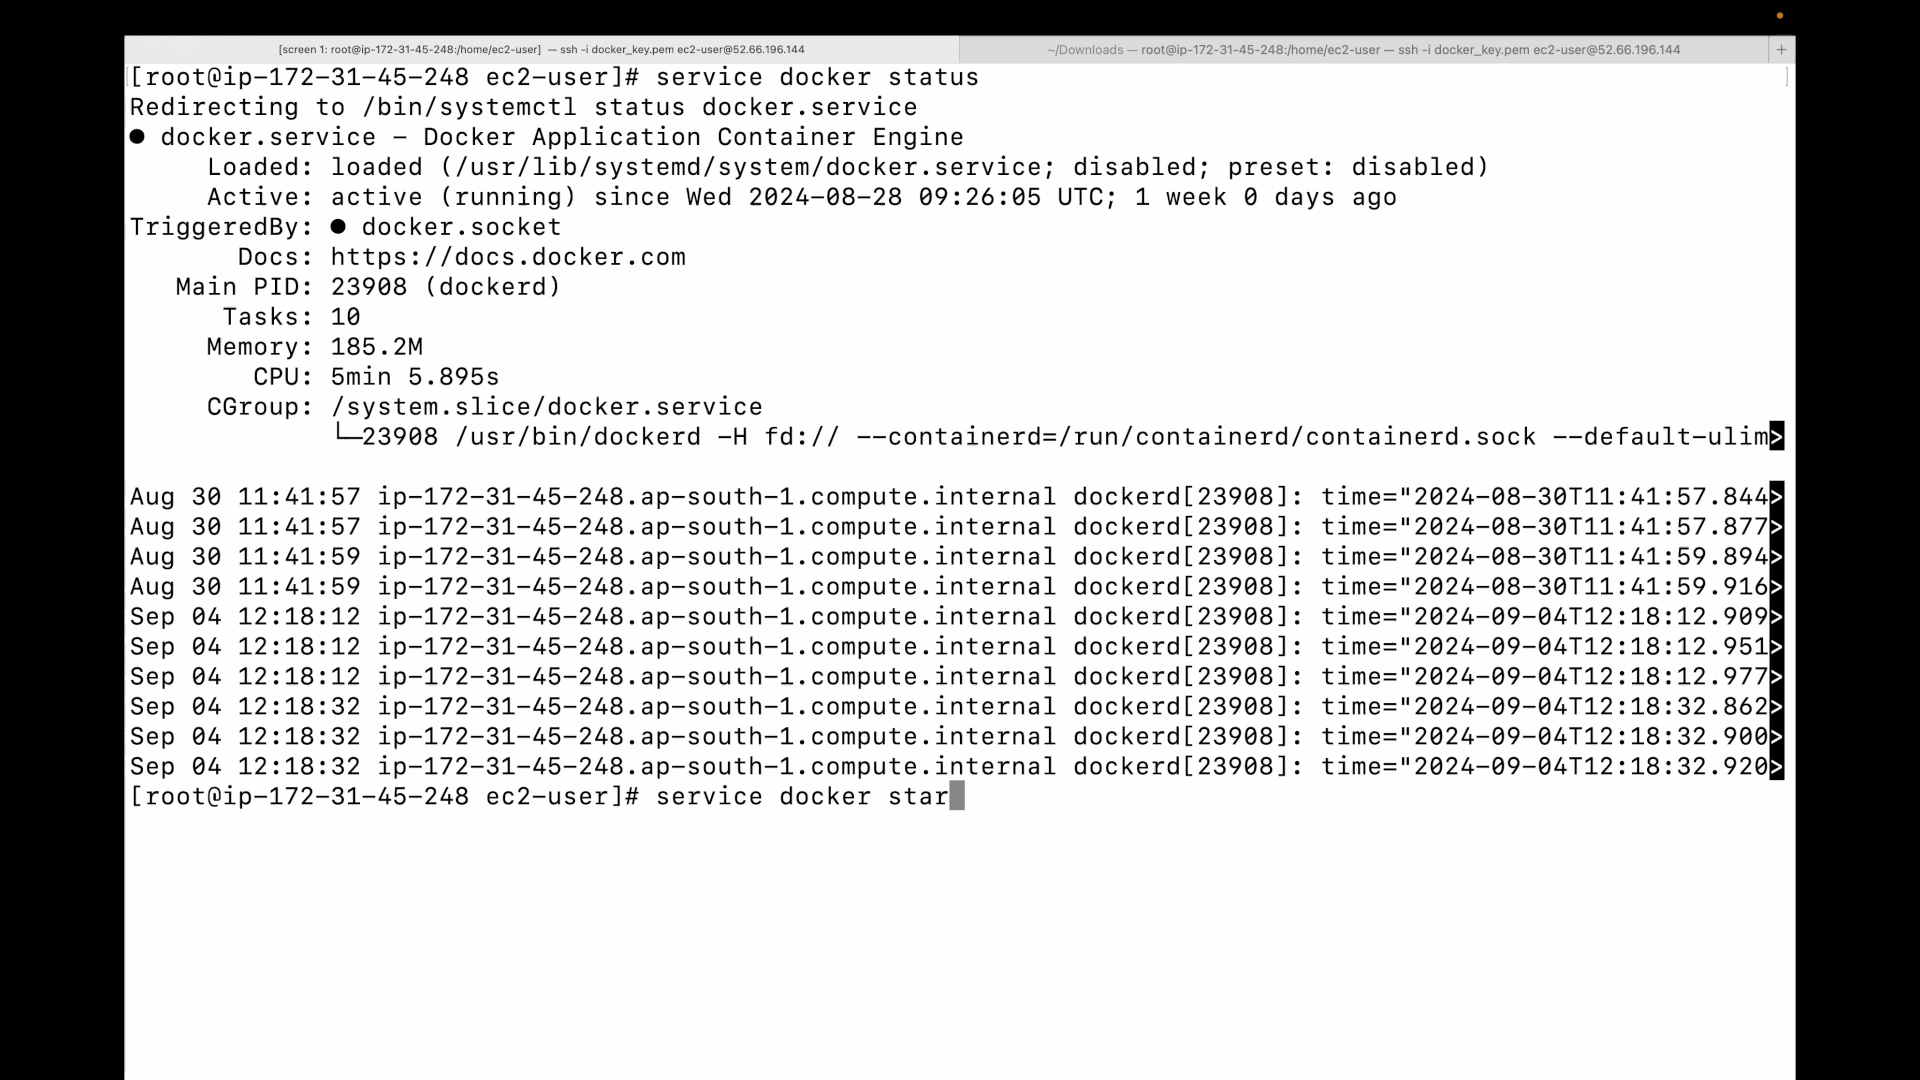 [screen 1: root@ip-172-31-45-248:/home/ec2-user] — ssh -i docker_key.pem ec2-user@52.66.196.144
~/Downloads — root@ip-172-31-45-248:/home/ec2-user — ssh -i docker_key.pem ec2-user@52.66.196.144 +
[root@ip-172-31-45-248 ec2-user]# service docker status
Redirecting to /bin/systemctl status docker.service
● docker.service – Docker Application Container Engine
Loaded: loaded (/usr/lib/systemd/system/docker.service; disabled; preset: disabled)
Active: active (running) since Wed 2024-08-28 09:26:05 UTC; 1 week 0 days ago
TriggeredBy: ● docker.socket
Docs: https://docs.docker.com
Main PID: 23908 (dockerd)
Tasks: 10
Memory: 185.2M
CPU: 5min 5.895s
CGroup: /system.slice/docker.service
└─23908 /usr/bin/dockerd -H fd:// --containerd=/run/containerd/containerd.sock --default-ulim>
Aug 30 11:41:57 ip-172-31-45-248.ap-south-1.compute.internal dockerd[23908]: time="2024-08-30T11:41:57.844>
Aug 30 11:41:57 ip-172-31-45-248.ap-south-1.compute.internal dockerd[23908]: time="2024-08-30T11:41:57.877>
Aug 30 11:41:59 ip-172-31-45-248.ap-south-1.compute.internal dockerd[23908]: time="2024-08-30T11:41:59.894>
Aug 30 11:41:59 ip-172-31-45-248.ap-south-1.compute.internal dockerd[23908]: time="2024-08-30T11:41:59.916>
Sep 04 12:18:12 ip-172-31-45-248.ap-south-1.compute.internal dockerd[23908]: time="2024-09-04T12:18:12.909>
Sep 04 12:18:12 ip-172-31-45-248.ap-south-1.compute.internal dockerd[23908]: time="2024-09-04T12:18:12.951>
Sep 04 12:18:12 ip-172-31-45-248.ap-south-1.compute.internal dockerd[23908]: time="2024-09-04T12:18:12.977>
Sep 04 12:18:32 ip-172-31-45-248.ap-south-1.compute.internal dockerd[23908]: time="2024-09-04T12:18:32.862>
Sep 04 12:18:32 ip-172-31-45-248.ap-south-1.compute.internal dockerd[23908]: time="2024-09-04T12:18:32.900>
Sep 04 12:18:32 ip-172-31-45-248.ap-south-1.compute.internal dockerd[23908]: time="2024-09-04T12:18:32.920>
[root@ip-172-31-45-248 ec2-user]# service docker star